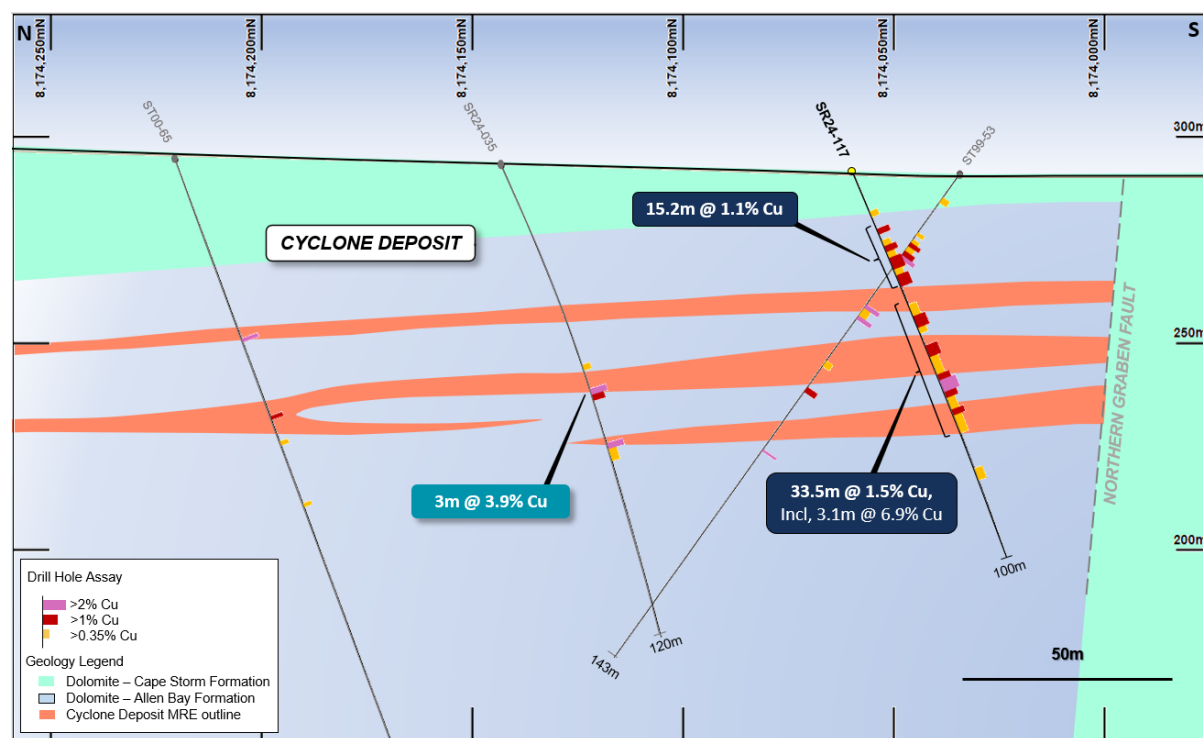 N
S
8,174,250mN
8,174,200mN
8,174,150mN
8,174,100mN
8,174,050mN
8,174,000mN
ST00-65
SR24-035
SR24-117
ST99-53
300m
15.2m @ 1.1% Cu
CYCLONE DEPOSIT
250m
NORTHERN GRABEN FAULT
3m @ 3.9% Cu
33.5m @ 1.5% Cu,
Incl, 3.1m @ 6.9% Cu
200m
100m
120m
143m
50m
Drill Hole Assay
>2% Cu
>1% Cu
>0.35% Cu
Geology Legend
Dolomite – Cape Storm Formation
Dolomite – Allen Bay Formation
Cyclone Deposit MRE outline